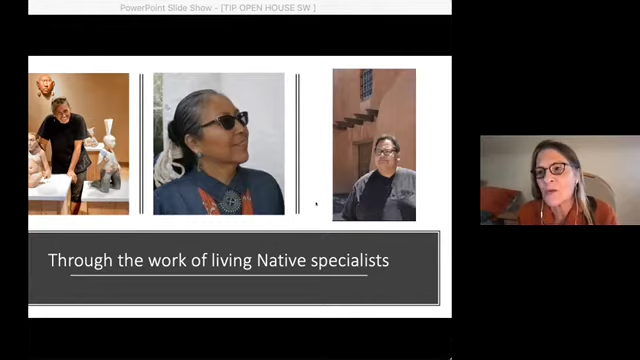 PowerPoint Slide Show - [TIP OPEN HOUSE SW ]
Through the work of living Native specialists